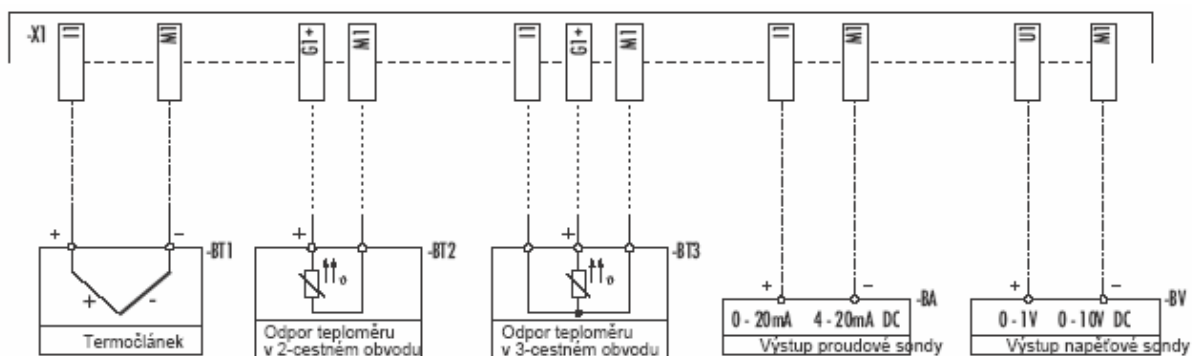 -X1 I1 M1 G1+ M1 I1 G1+ M1 I1 M1 U1 M1
+ - -BT1 + -BT2 + -BT3
+ - -BA + - -BV
+ - ϑ ϑ
0 - 20mA 4 - 20mA DC 0 - 1V 0 - 10V DC
Termočlánek
Odpor teploměru
v 2-cestném obvodu
Odpor teploměru
v 3-cestném obvodu
Výstup proudové sondy
Výstup napěťové sondy